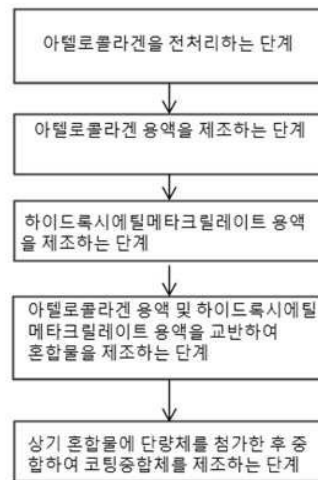 아텔로콜라겐을 전처리하는 단계
아텔로콜라겐 용액을 제조하는 단계
하이드록시에틸메타크릴레이트 용액
을 제조하는 단계
아텔로콜라겐 용액 및 하이드록시에틸
메타크릴레이트 용액을 교반하여
혼합물을 제조하는 단계
상기 혼합물에 단량체를 첨가한 후 중
합하여 코팅중합체를 제조하는 단계